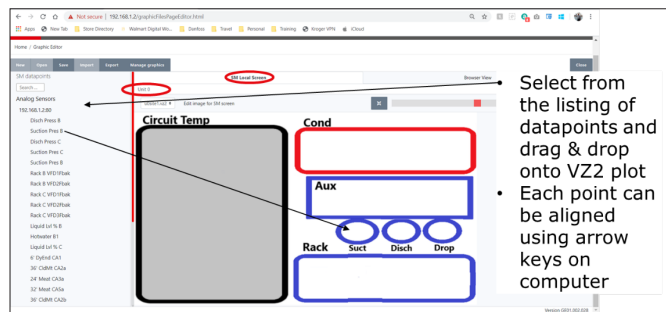 Not secure | 192.168.1.2/graphicFilesPageEditor.html
Apps New Tab Store Directory Walmart Digital Wo... Danfoss Travel Personal Training Kroger VPN iCloud
Home / Graphic Editor
New Open Save Import Export Manage graphics Close
SM datapoints
SM Local Screen
Browser View
Search ...
Unit 0
Analog Sensors
Edit image for SM screen
192.168.1.2:80
Disch Press B
Suction Pres B
Disch Press C
Suction Pres C
Suction Pres B
Rack B VFD1Fbak
Rack B VFD2Fbak
Rack C VFD1Fbak
Rack C VFD2Fbak
Rack C VFD3Fbak
Liquid Lvl % B
Hotwater B1
Liquid Lvl % C
6' DyEnd CA1
36' CldMt CA2a
24' Meat CA3a
32' Meat CA5a
36' CldMt CA2b
Circuit Temp
Cond
Aux
Rack
Suct
Disch
Drop
• Select from
the listing of
datapoints and
drag & drop
onto VZ2 plot
• Each point can
be aligned
using arrow
keys on
computer